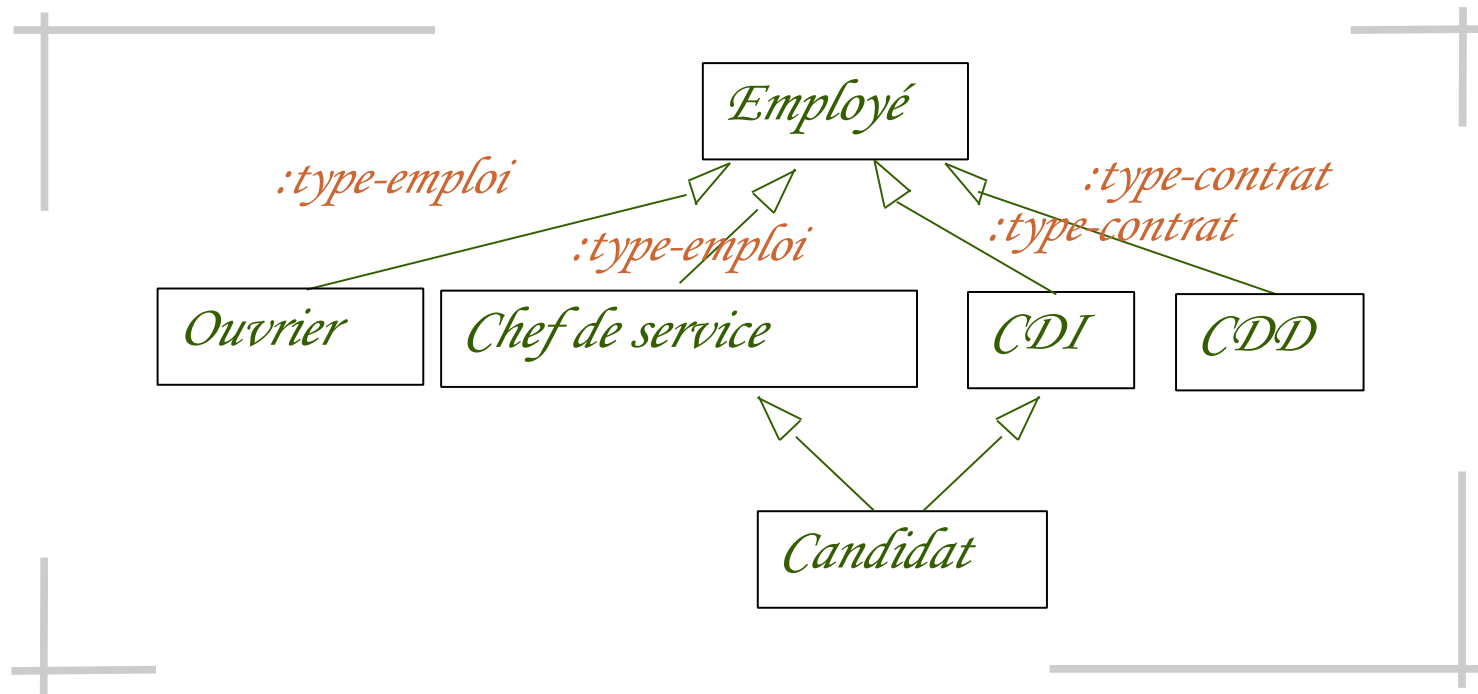 Employé
:type-emploi
:type-contrat
:type-emploi
:type-contrat
Ouvrier
Chef de service
CDI
CDD
Candidat